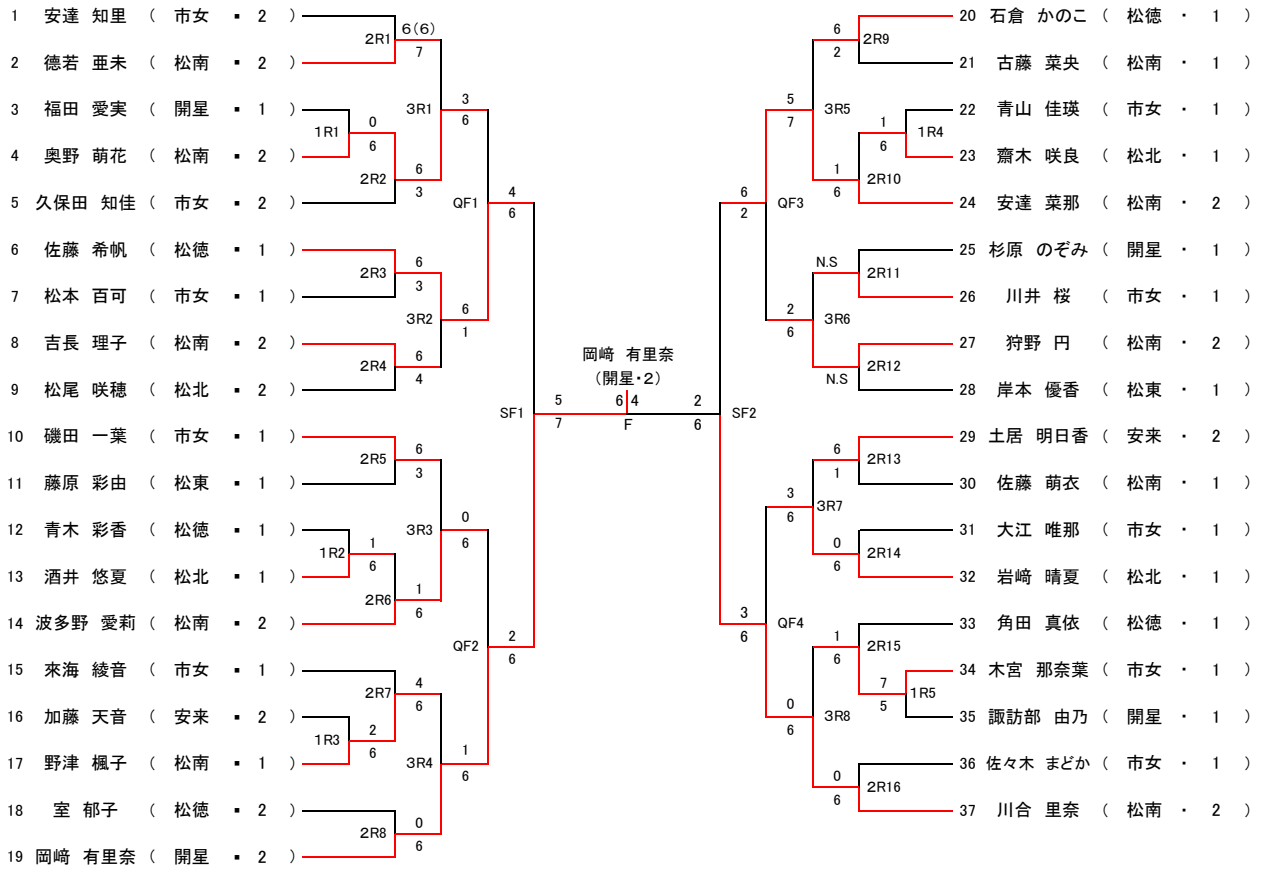 1 安達 知里 （ 市女 ▪ 2 ）
2 德若 亜未 （ 松南 ▪ 2 ）
3 福田 愛実 （ 開星 ▪ 1 ）
4 奥野 萌花 （ 松南 ▪ 2 ）
5 久保田 知佳 （ 市女 ▪ 2 ）
6 佐藤 希帆 （ 松徳 ▪ 1 ）
7 松本 百可 （ 市女 ▪ 1 ）
8 吉長 理子 （ 松南 ▪ 2 ）
9 松尾 咲穂 （ 松北 ▪ 2 ）
10 磯田 一葉 （ 市女 ▪ 1 ）
11 藤原 彩由 （ 松東 ▪ 1 ）
12 青木 彩香 （ 松徳 ▪ 1 ）
13 酒井 悠夏 （ 松北 ▪ 1 ）
14 波多野 愛莉 （ 松南 ▪ 2 ）
15 來海 綾音 （ 市女 ▪ 1 ）
16 加藤 天音 （ 安来 ▪ 2 ）
17 野津 楓子 （ 松南 ▪ 1 ）
18 室 郁子 （ 松徳 ▪ 2 ）
19 岡﨑 有里奈 （ 開星 ▪ 2 ）
1R1 0 6
1R2 1 6
1R3 2 6
2R1 6(6) 7
2R2 6 3
2R3 6 3
2R4 6 4
2R5 6 3
2R6 1 6
2R7 4 6
2R8 0 6
3R1 3 6
3R2 6 1
3R3 0 6
3R4 1 6
QF1 4 6
QF2 2 6
SF1 5 7
岡﨑 有里奈
（開星・2）
6 4
F
SF2 2 6
QF3 6 2
QF4 3 6
3R5 5 7
3R6 2 6
3R7 3 6
3R8 0 6
2R9 6 2
2R10 1 6
2R11 N.S
2R12 N.S
2R13 6 1
2R14 0 6
2R15 1 6
2R16 0 6
1R4 1 6
1R5 7 5
20 石倉 かのこ （ 松徳 ・ 1 ）
21 古藤 菜央 （ 松南 ・ 1 ）
22 青山 佳瑛 （ 市女 ・ 1 ）
23 齋木 咲良 （ 松北 ・ 1 ）
24 安達 菜那 （ 松南 ・ 2 ）
25 杉原 のぞみ （ 開星 ・ 1 ）
26 川井 桜 （ 市女 ・ 1 ）
27 狩野 円 （ 松南 ・ 2 ）
28 岸本 優香 （ 松東 ・ 1 ）
29 土居 明日香 （ 安来 ・ 2 ）
30 佐藤 萌衣 （ 松南 ・ 1 ）
31 大江 唯那 （ 市女 ・ 1 ）
32 岩﨑 晴夏 （ 松北 ・ 1 ）
33 角田 真依 （ 松徳 ・ 1 ）
34 木宮 那奈葉 （ 市女 ・ 1 ）
35 諏訪部 由乃 （ 開星 ・ 1 ）
36 佐々木 まどか （ 市女 ・ 1 ）
37 川合 里奈 （ 松南 ・ 2 ）